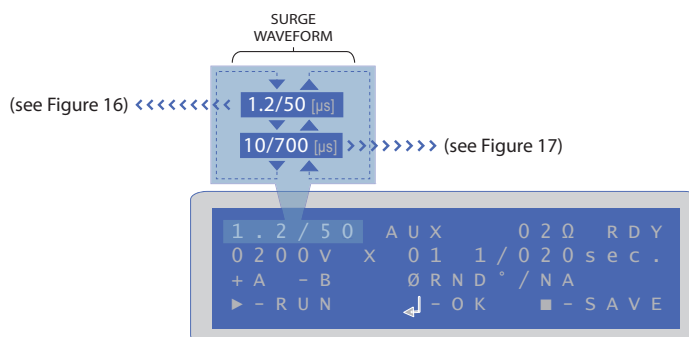 SURGE
WAVEFORM
(see Figure 16) <<<<<<<<< 1.2/50 [µs]
10/700 [µs] >>>>>>>>> (see Figure 17)
1.2/50 AUX 02Ω RDY
0200V X 01 1/020sec.
+A -B ØRND°/NA
►-RUN ↲-OK ■-SAVE